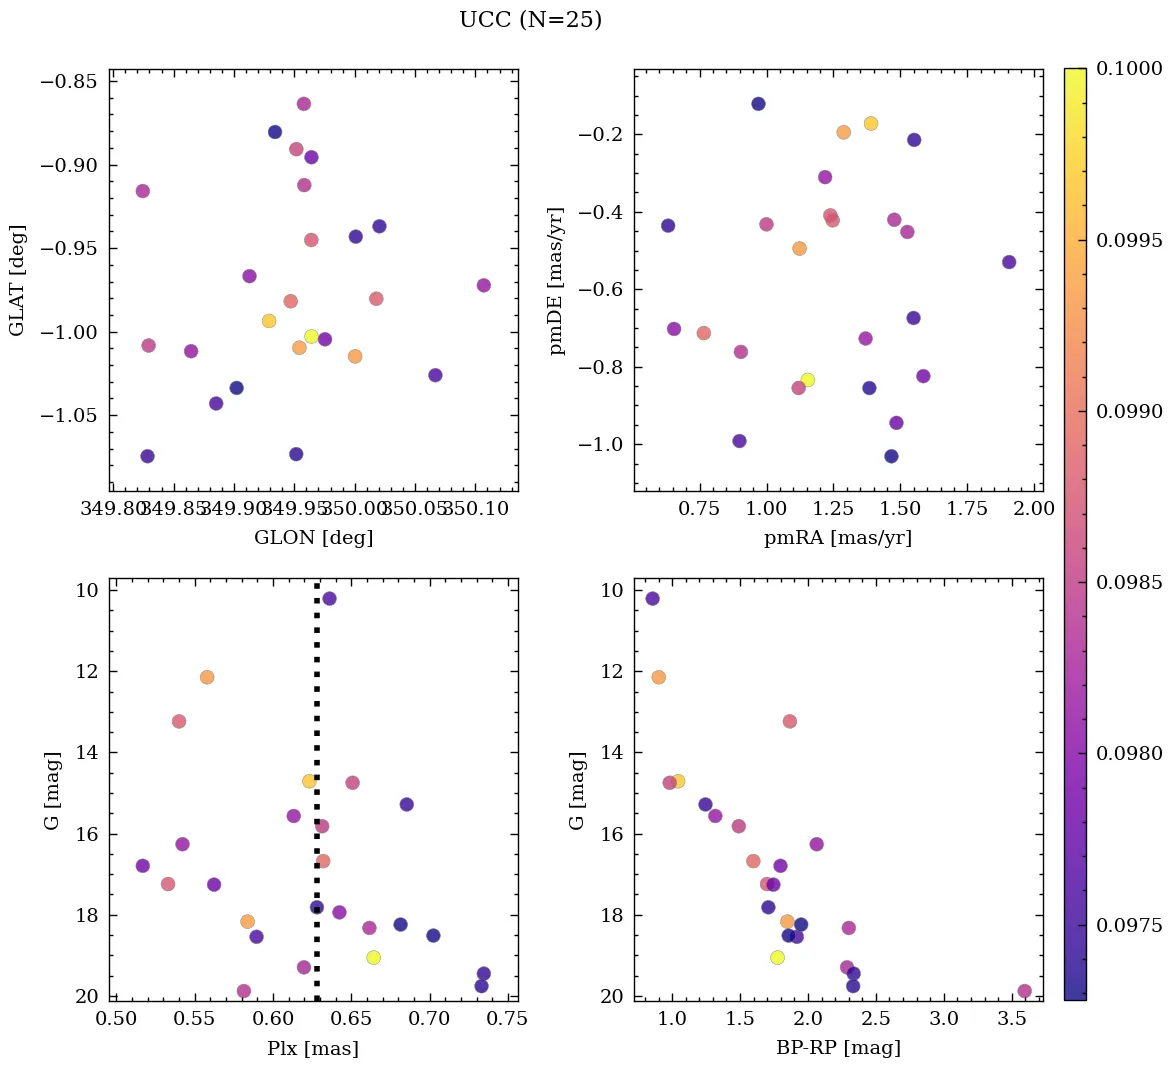 UCC (N=25)
−0.85
−0.90
−0.95
−1.00
−1.05
GLAT [deg]
349.80 349.85 349.90 349.95 350.00 350.05 350.10
GLON [deg]
−0.2
−0.4
−0.6
−0.8
−1.0
pmDE [mas/yr]
0.75 1.00 1.25 1.50 1.75 2.00
pmRA [mas/yr]
10
12
14
16
18
20
G [mag]
0.50 0.55 0.60 0.65 0.70 0.75
Plx [mas]
10
12
14
16
18
20
G [mag]
1.0 1.5 2.0 2.5 3.0 3.5
BP-RP [mag]
0.1000
0.0995
0.0990
0.0985
0.0980
0.0975